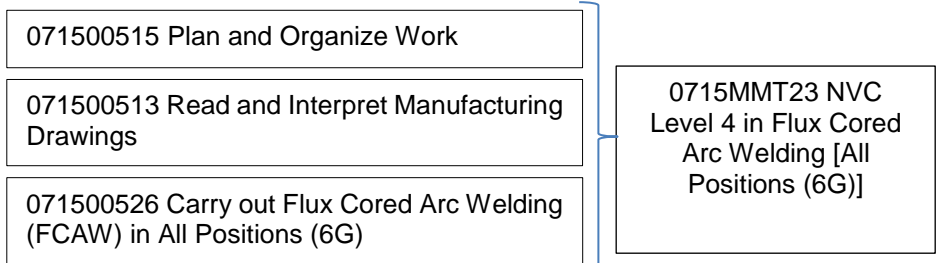 071500515 Plan and Organize Work
071500513 Read and Interpret Manufacturing
Drawings
071500526 Carry out Flux Cored Arc Welding
(FCAW) in All Positions (6G)
0715MMT23 NVC
Level 4 in Flux Cored
Arc Welding [All
Positions (6G)]